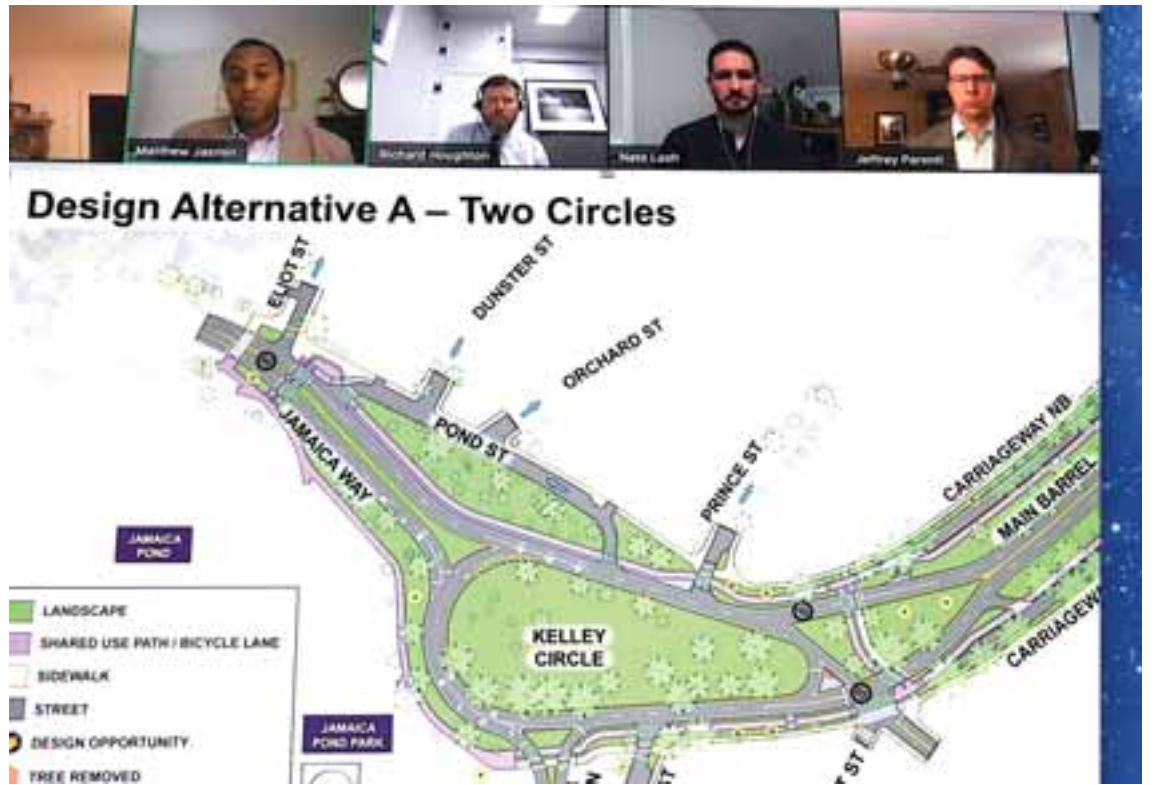 Matthew
Richard Houghton
Nate Lash
Jeffrey Parenti
Design Alternative A – Two Circles
ELIOT ST
DUNSTER ST
ORCHARD ST
JAMAICA WAY
POND ST
PRINCE ST
CARRIAGEWAY NB
MAIN BARREL
JAMAICA
POND
KELLEY
CIRCLE
LANDSCAPE
SHARED USE PATH / BICYCLE LANE
SIDEWALK
STREET
DESIGN OPPORTUNITY
TREE REMOVED
JAMAICA
POND PARK
ST
ST